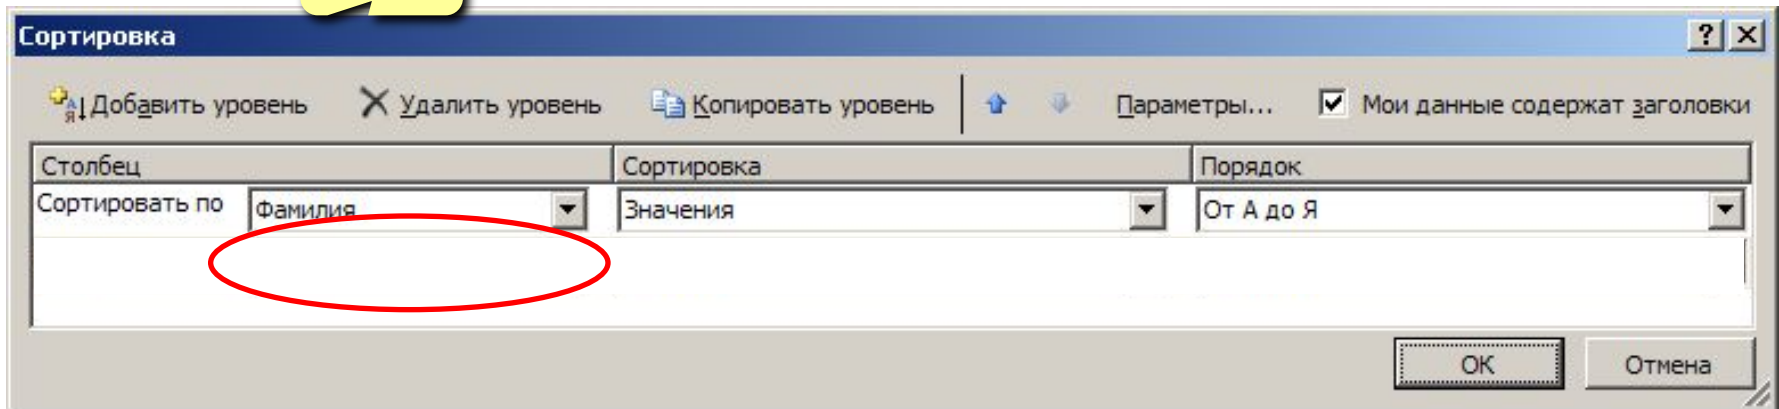 Сортировка
Добавить уровень Удалить уровень Копировать уровень Параметры... Мои данные содержат заголовки
Столбец Сортировка Порядок
Сортировать по Фамилия Значения От А до Я
ОК Отмена